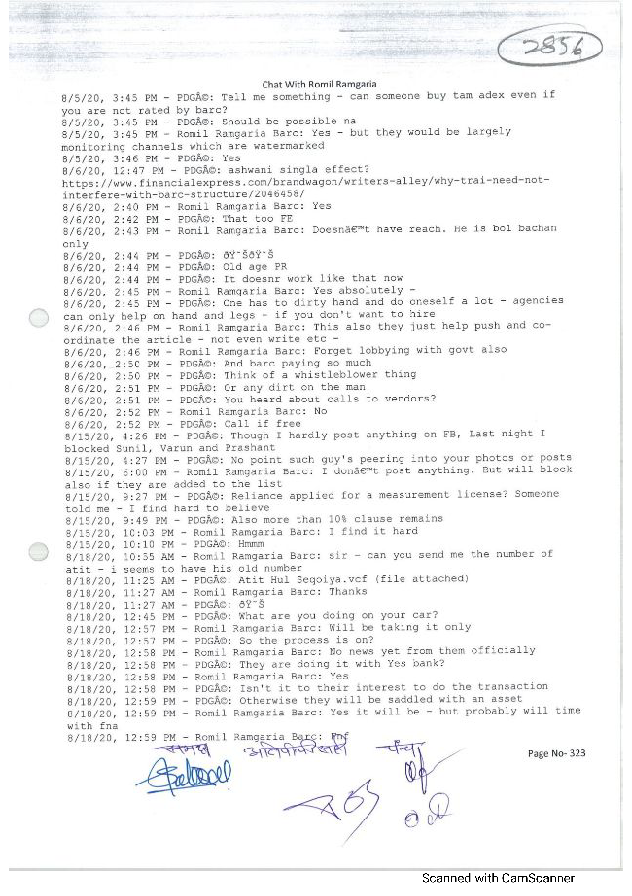 2856
Chat With Romil Ramgaria
8/5/20, 3:45 PM - PDGÂ©: Tell me something - can someone buy tam adex even if
you are not rated by barc?
8/5/20, 3:45 PM - PDGÂ©: Should be possible na
8/5/20, 3:45 PM - Romil Ramgaria Barc: Yes - but they would be largely
monitoring channels which are watermarked
8/5/20, 3:46 PM - PDGÂ©: Yes
8/6/20, 12:47 PM - PDGÂ©: ashwani singla effect?
https://www.financialexpress.com/brandwagon/writers-alley/why-trai-need-not-
interfere-with-barc-structure/2046458/
8/6/20, 2:40 PM - Romil Ramgaria Barc: Yes
8/6/20, 2:42 PM - PDGÂ©: That too FE
8/6/20, 2:43 PM - Romil Ramgaria Barc: Doesnâ€™t have reach. He is bol bachan
only
8/6/20, 2:44 PM - PDGÂ©: ðŸ˜ŠðŸ˜Š
8/6/20, 2:44 PM - PDGÂ©: Old age PR
8/6/20, 2:44 PM - PDGÂ©: It doesnr work like that now
8/6/20, 2:45 PM - Romil Ramgaria Barc: Yes absolutely -
8/6/20, 2:45 PM - PDGÂ©: One has to dirty hand and do oneself a lot - agencies
can only help on hand and legs - if you don't want to hire
8/6/20, 2:46 PM - Romil Ramgaria Barc: This also they just help push and co-
ordinate the article - not even write etc -
8/6/20, 2:46 PM - Romil Ramgaria Barc: Forget lobbying with govt also
8/6/20, 2:50 PM - PDGÂ©: And barc paying so much
8/6/20, 2:50 PM - PDGÂ©: Think of a whistleblower thing
8/6/20, 2:51 PM - PDGÂ©: Or any dirt on the man
8/6/20, 2:51 PM - PDGÂ©: You heard about calls to vendors?
8/6/20, 2:52 PM - Romil Ramgaria Barc: No
8/6/20, 2:52 PM - PDGÂ©: Call if free
8/15/20, 4:26 PM - PDGÂ©: Though I hardly post anything on FB, Last night I
blocked Sunil, Varun and Prashant
8/15/20, 4:27 PM - PDGÂ©: No point such guy's peering into your photos or posts
8/15/20, 6:00 PM - Romil Ramgaria Barc: I donâ€™t post anything. But will block
also if they are added to the list
8/15/20, 9:27 PM - PDGÂ©: Reliance applied for a measurement license? Someone
told me - I find hard to believe
8/15/20, 9:49 PM - PDGÂ©: Also more than 10% clause remains
8/15/20, 10:03 PM - Romil Ramgaria Barc: I find it hard
8/15/20, 10:10 PM - PDGÂ©: Hmmm
8/18/20, 10:55 AM - Romil Ramgaria Barc: sir - can you send me the number of
atit - i seems to have his old number
8/18/20, 11:25 AM - PDGÂ©: Atit Hul Seqoiya.vcf (file attached)
8/18/20, 11:27 AM - Romil Ramgaria Barc: Thanks
8/18/20, 11:27 AM - PDGÂ©: ðŸ˜Š
8/18/20, 12:45 PM - PDGÂ©: What are you doing on your car?
8/18/20, 12:57 PM - Romil Ramgaria Barc: Will be taking it only
8/18/20, 12:57 PM - PDGÂ©: So the process is on?
8/18/20, 12:58 PM - Romil Ramgaria Barc: No news yet from them officially
8/18/20, 12:58 PM - PDGÂ©: They are doing it with Yes bank?
8/18/20, 12:58 PM - Romil Ramgaria Barc: Yes
8/18/20, 12:58 PM - PDGÂ©: Isn't it to their interest to do the transaction
8/18/20, 12:59 PM - PDGÂ©: Otherwise they will be saddled with an asset
8/18/20, 12:59 PM - Romil Ramgaria Barc: Yes it will be - but probably will time
with fna
8/18/20, 12:59 PM - Romil Ramgaria Barc: Fnf
समक्ष पंच
Page No- 323
Scanned with CamScanner